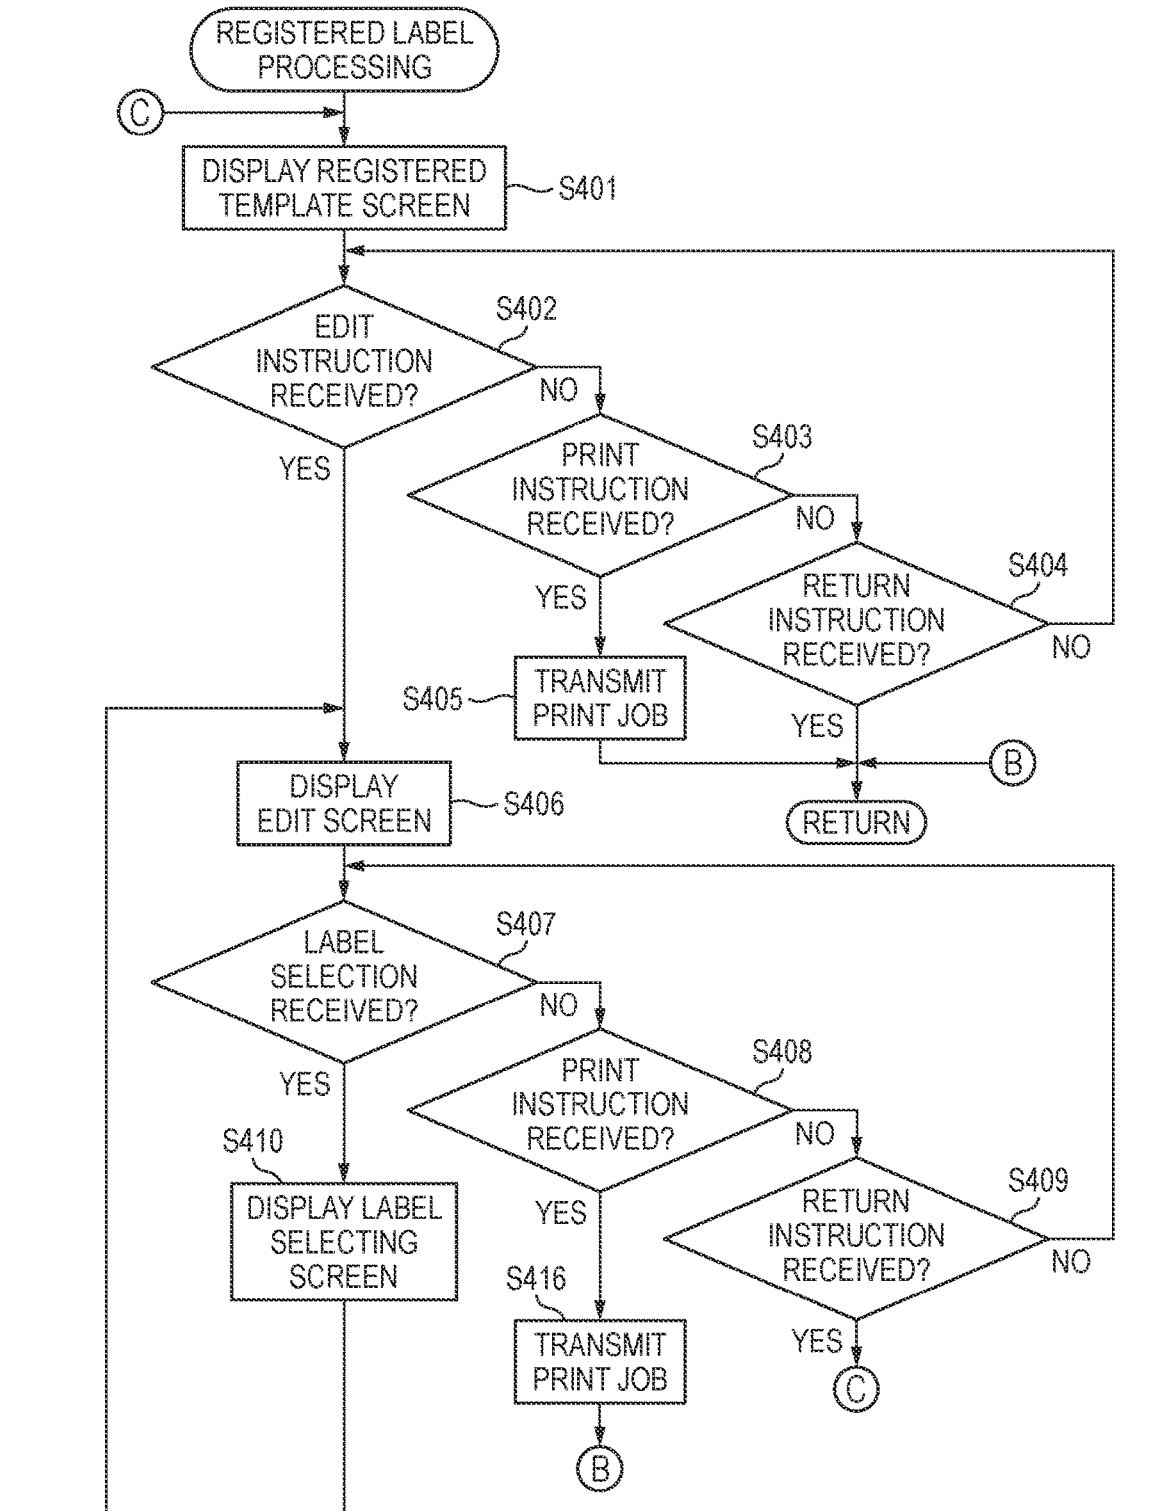 REGISTERED LABEL
PROCESSING
C
DISPLAY REGISTERED
TEMPLATE SCREEN
S401
EDIT
INSTRUCTION
RECEIVED?
S402
NO
YES
PRINT
INSTRUCTION
RECEIVED?
S403
NO
YES
RETURN
INSTRUCTION
RECEIVED?
S404
NO
YES
S405
TRANSMIT
PRINT JOB
B
RETURN
DISPLAY
EDIT SCREEN
S406
LABEL
SELECTION
RECEIVED?
S407
NO
YES
PRINT
INSTRUCTION
RECEIVED?
S408
NO
YES
RETURN
INSTRUCTION
RECEIVED?
S409
NO
YES
C
S410
DISPLAY LABEL
SELECTING
SCREEN
S416
TRANSMIT
PRINT JOB
B